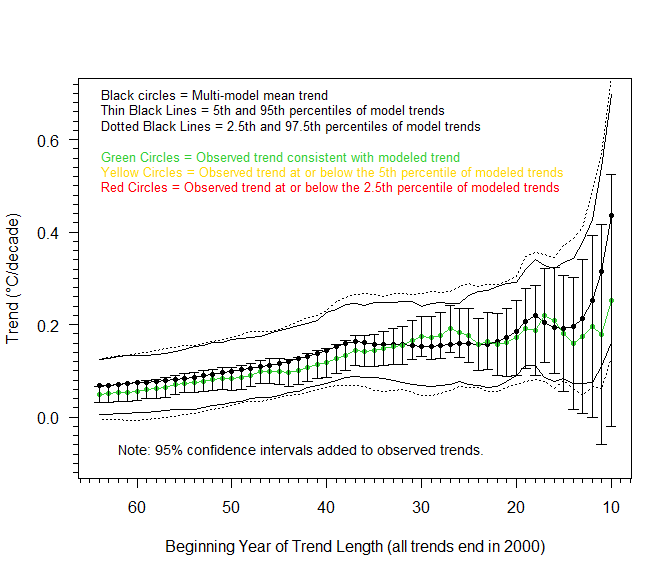 Black circles = Multi-model mean trend
Thin Black Lines = 5th and 95th percentiles of model trends
Dotted Black Lines = 2.5th and 97.5th percentiles of model trends
Green Circles = Observed trend consistent with modeled trend
Yellow Circles = Observed trend at or below the 5th percentile of modeled trends
Red Circles = Observed trend at or below the 2.5th percentile of modeled trends
0.6
0.4
0.2
0.0
Trend (°C/decade)
Note: 95% confidence intervals added to observed trends.
60 50 40 30 20 10
Beginning Year of Trend Length (all trends end in 2000)